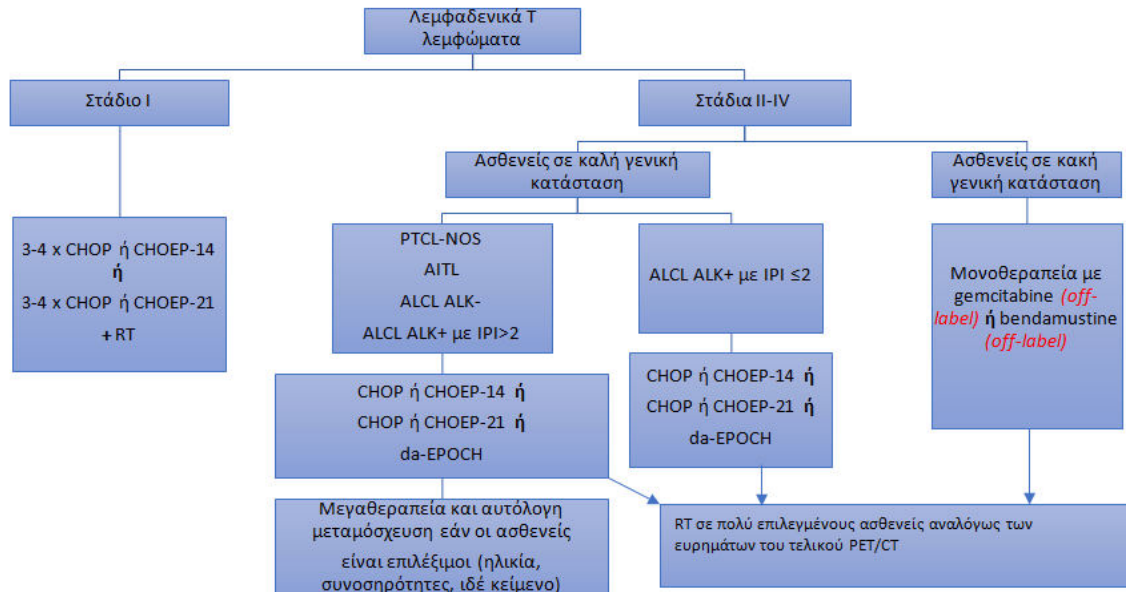 Λεμφαδενικά Τ
λεμφώματα
Στάδιο Ι
Στάδια ΙΙ-ΙV
Ασθενείς σε καλή γενική
κατάσταση
Ασθενείς σε κακή
γενική κατάσταση
3-4 x CHOP ή CHOEP-14
ή
3-4 x CHOP ή CHOEP-21
+ RT
PTCL-NOS
AITL
ALCL ALK-
ALCL ALK+ με IPI>2
ALCL ALK+ με IPI ≤2
Μονοθεραπεία με
gemcitabine (off-
label) ή bendamustine
(off-label)
CHOP ή CHOEP-14 ή
CHOP ή CHOEP-21 ή
da-EPOCH
CHOP ή CHOEP-14 ή
CHOP ή CHOEP-21 ή
da-EPOCH
Μεγαθεραπεία και αυτόλογη
μεταμόσχευση εάν οι ασθενείς
είναι επιλέξιμοι (ηλικία,
συνοσηρότητες, ιδέ κείμενο)
RT σε πολύ επιλεγμένους ασθενείς αναλόγως των
ευρημάτων του τελικού PET/CT